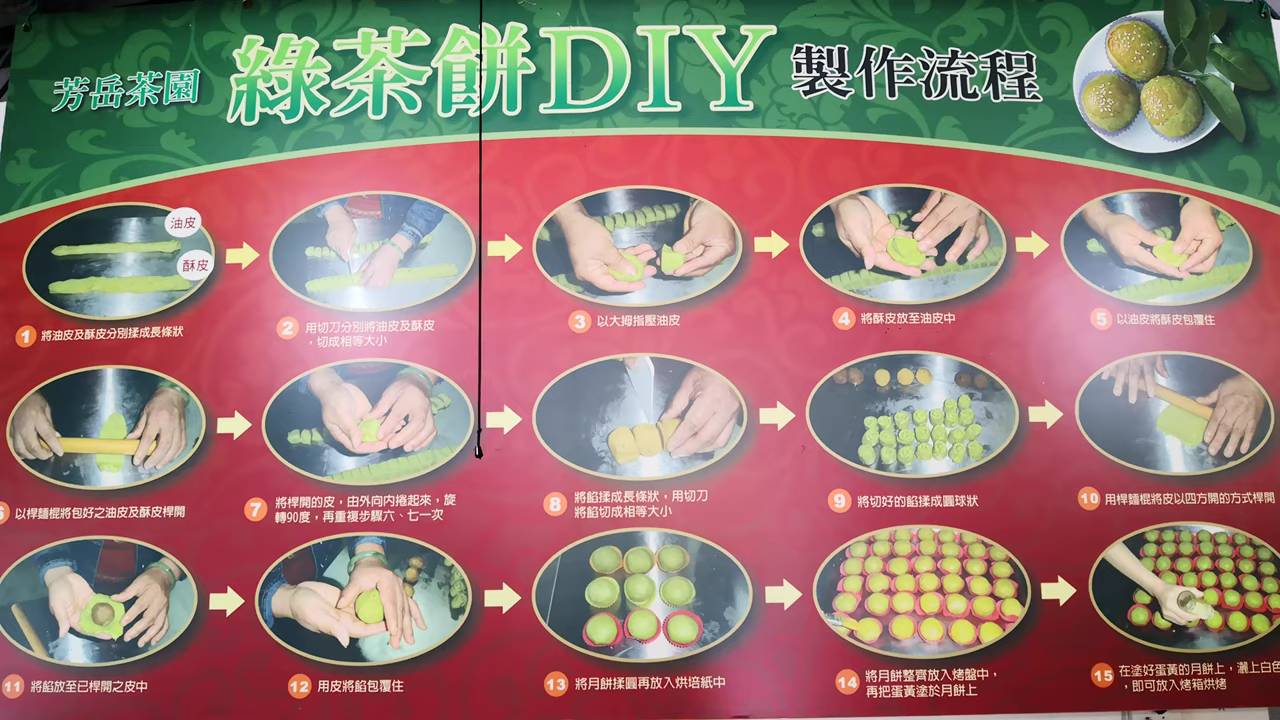 芳岳茶園 綠茶餅DIY 製作流程
油皮
酥皮
1 將油皮及酥皮分別揉成長條狀
2 用切刀分別將油皮及酥皮
，切成相等大小
3 以大拇指壓油皮
4 將酥皮放至油皮中
5 以油皮將酥皮包覆住
6 以桿麵棍將包好之油皮及酥皮桿開
7 將桿開的皮，由外向內捲起來，旋
轉90度，再重複步驟六、七一次
8 將餡揉成長條狀，用切刀
將餡切成相等大小
9 將切好的餡揉成圓球狀
10 用桿麵棍將皮以四方開的方式桿開
11 將餡放至已桿開之皮中
12 用皮將餡包覆住
13 將月餅揉圓再放入烘培紙中
14 將月餅整齊放入烤盤中，
再把蛋黃塗於月餅上
15 在塗好蛋黃的月餅上，灑上白色
，即可放入烤箱烘烤